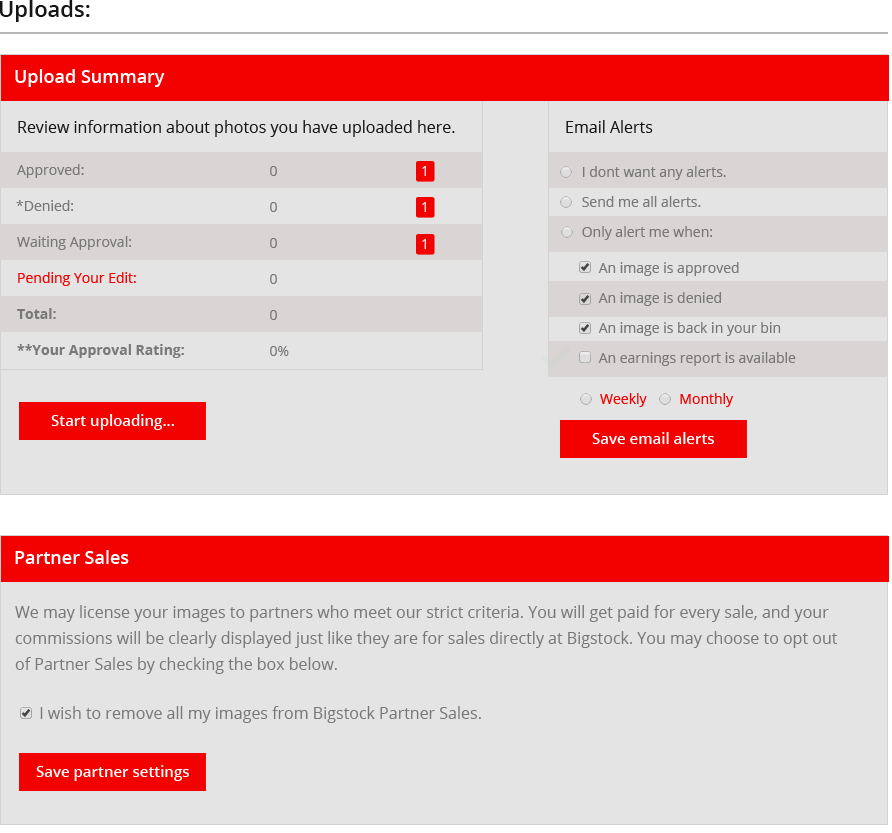 Uploads:
Upload Summary
Review information about photos you have uploaded here.
Approved: 0 1
*Denied: 0 1
Waiting Approval: 0 1
Pending Your Edit: 0
Total: 0
**Your Approval Rating: 0%
Start uploading...
Email Alerts
I dont want any alerts.
Send me all alerts.
Only alert me when:
An image is approved
An image is denied
An image is back in your bin
An earnings report is available
Weekly Monthly
Save email alerts
Partner Sales
We may license your images to partners who meet our strict criteria. You will get paid for every sale, and your
commissions will be clearly displayed just like they are for sales directly at Bigstock. You may choose to opt out
of Partner Sales by checking the box below.
I wish to remove all my images from Bigstock Partner Sales.
Save partner settings